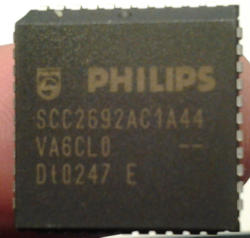 PHILIPS
SCC2692AC1A44
VA6CL0 --
Dt0247 E